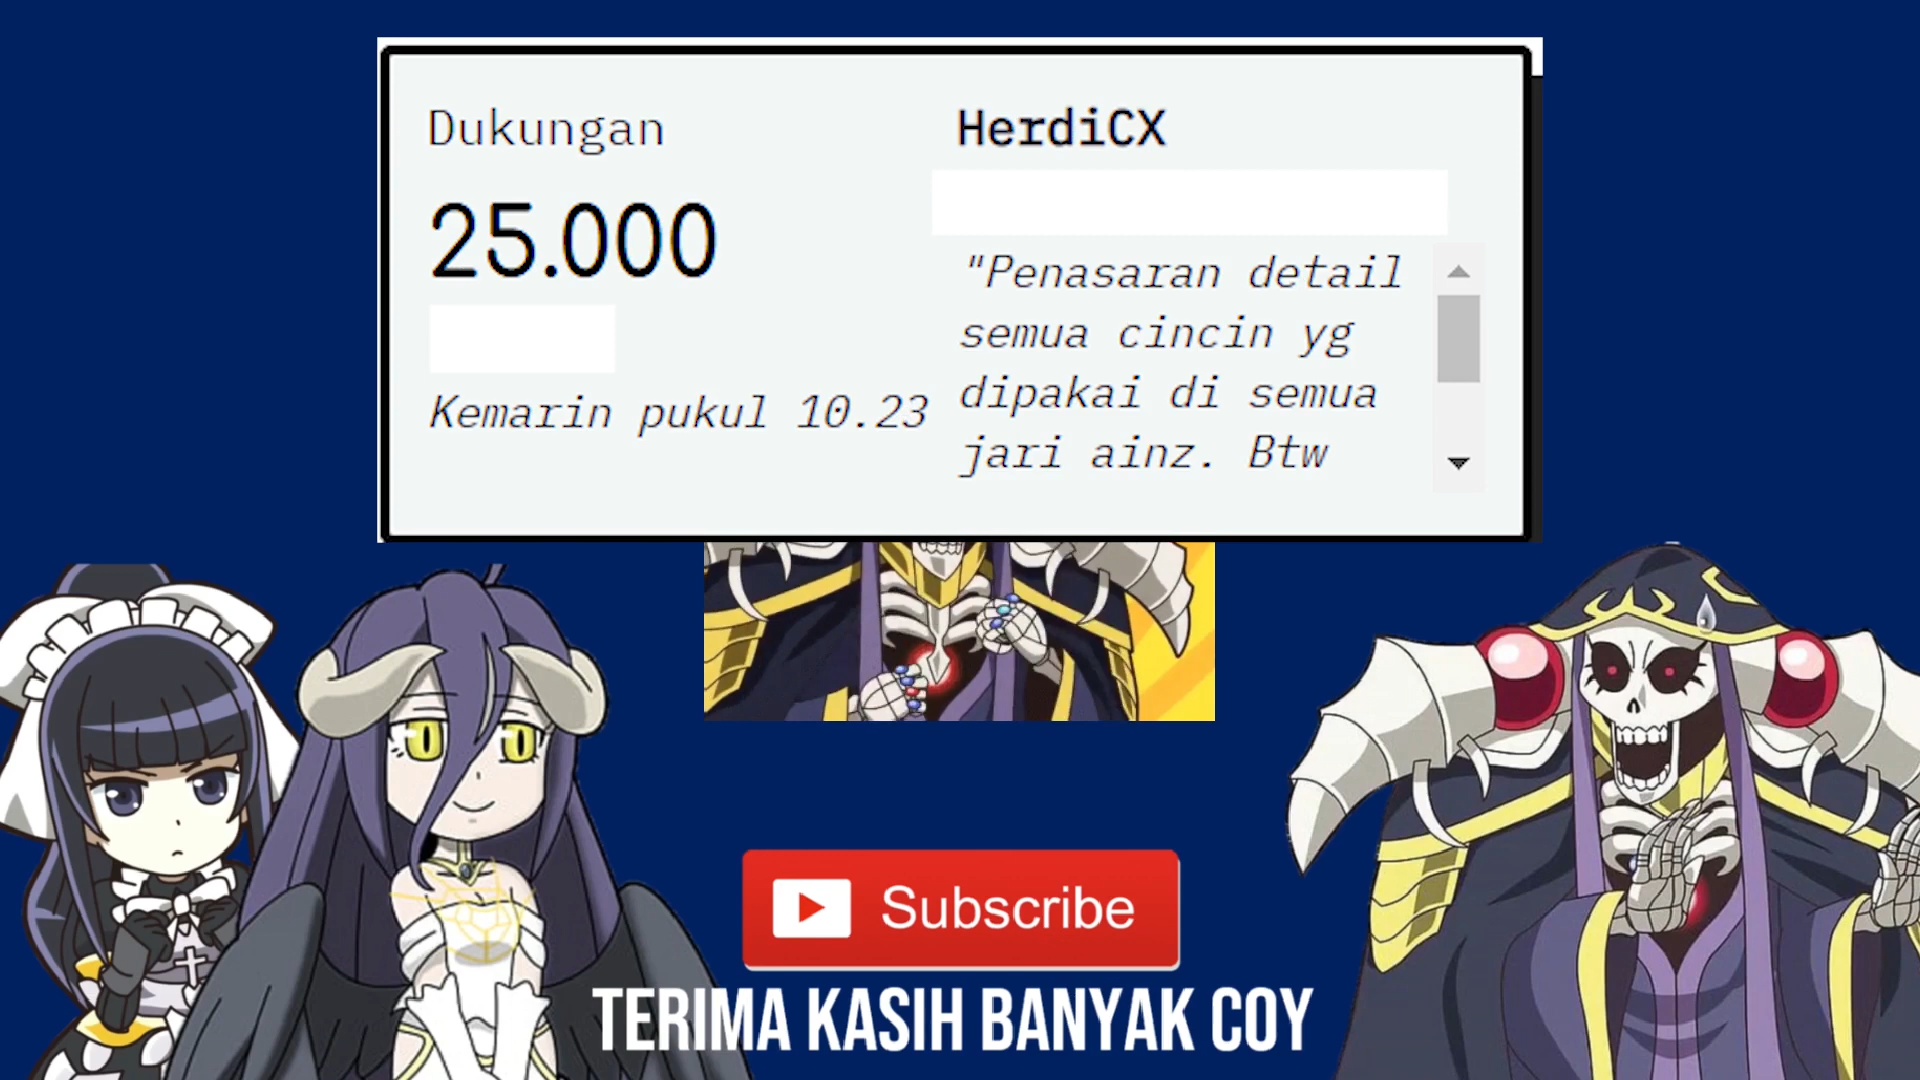 Dukungan
25.000
Kemarin pukul 10.23
HerdiCX
"Penasaran detail
semua cincin yg
dipakai di semua
jari ainz. Btw
Subscribe
TERIMA KASIH BANYAK COY